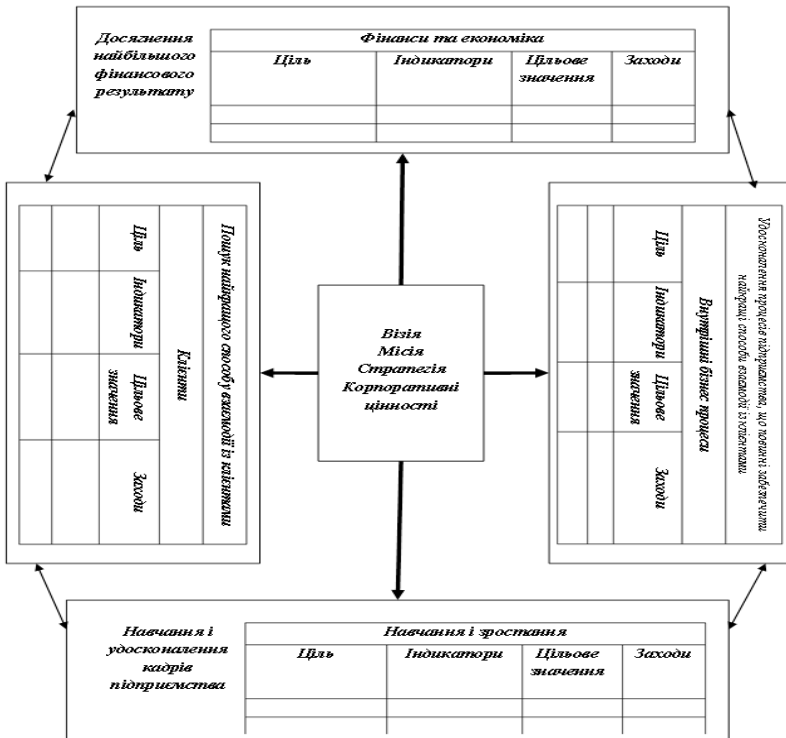 Досягнення
найбільшого
фінансового
результату
Фінанси та економіка
Ціль
Індикатори
Цільове
значення
Заходи
Пошук найкращого способу взаємодії із клієнтами
Клієнти
Ціль
Індикатори
Цільове
значення
Заходи
Візія
Місія
Стратегія
Корпоративні
цінності
Удосконалення процесів підприємства, що повинні забезпечити
найкращі способи взаємодії із клієнтами
Внутрішні бізнес процеси
Ціль
Індикатори
Цільове
значення
Заходи
Навчання і
удосконалення
кадрів
підприємства
Навчання і зростання
Ціль
Індикатори
Цільове
значення
Заходи